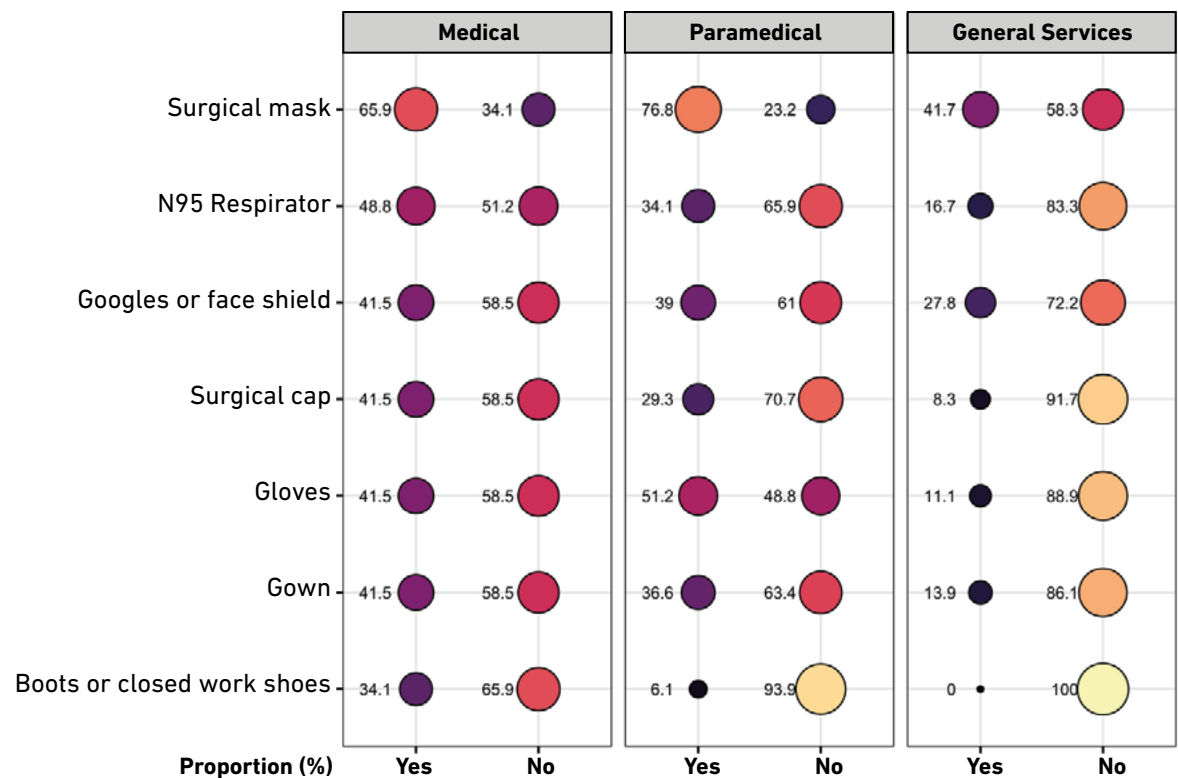 Medical Paramedical General Services
Surgical mask 65.9 34.1 76.8 23.2 41.7 58.3
N95 Respirator 48.8 51.2 34.1 65.9 16.7 83.3
Googles or face shield 41.5 58.5 39 61 27.8 72.2
Surgical cap 41.5 58.5 29.3 70.7 8.3 91.7
Gloves 41.5 58.5 51.2 48.8 11.1 88.9
Gown 41.5 58.5 36.6 63.4 13.9 86.1
Boots or closed work shoes 34.1 65.9 6.1 93.9 0 100
Proportion (%) Yes No Yes No Yes No